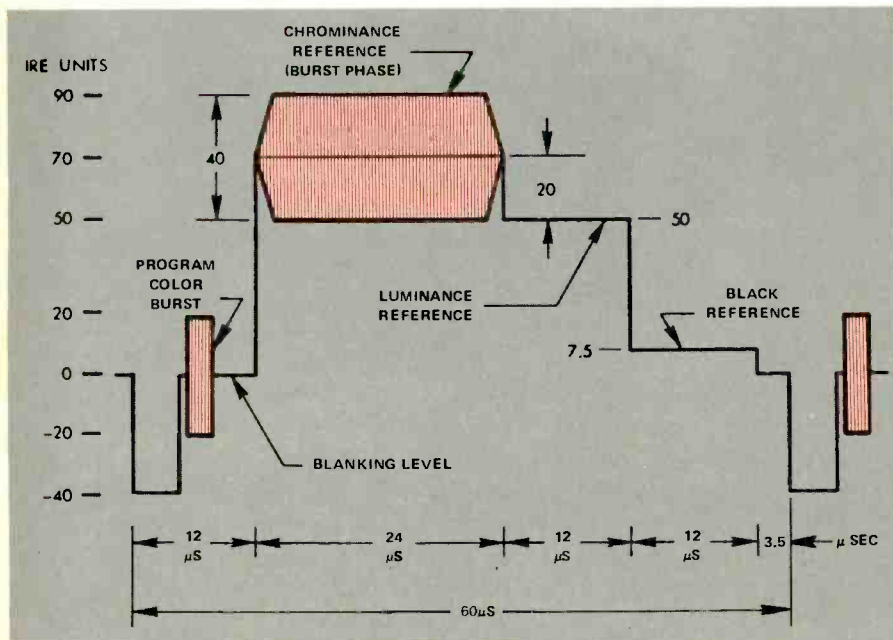 CHROMINANCE
REFERENCE
(BURST PHASE)
IRE UNITS
90
40
70
20
50
50
PROGRAM
COLOR
BURST
LUMINANCE
REFERENCE
BLACK
REFERENCE
20
7.5
0
-20
BLANKING LEVEL
-40
12
µS
24
µS
12
µS
12
µS
3.5
µ SEC
60µS